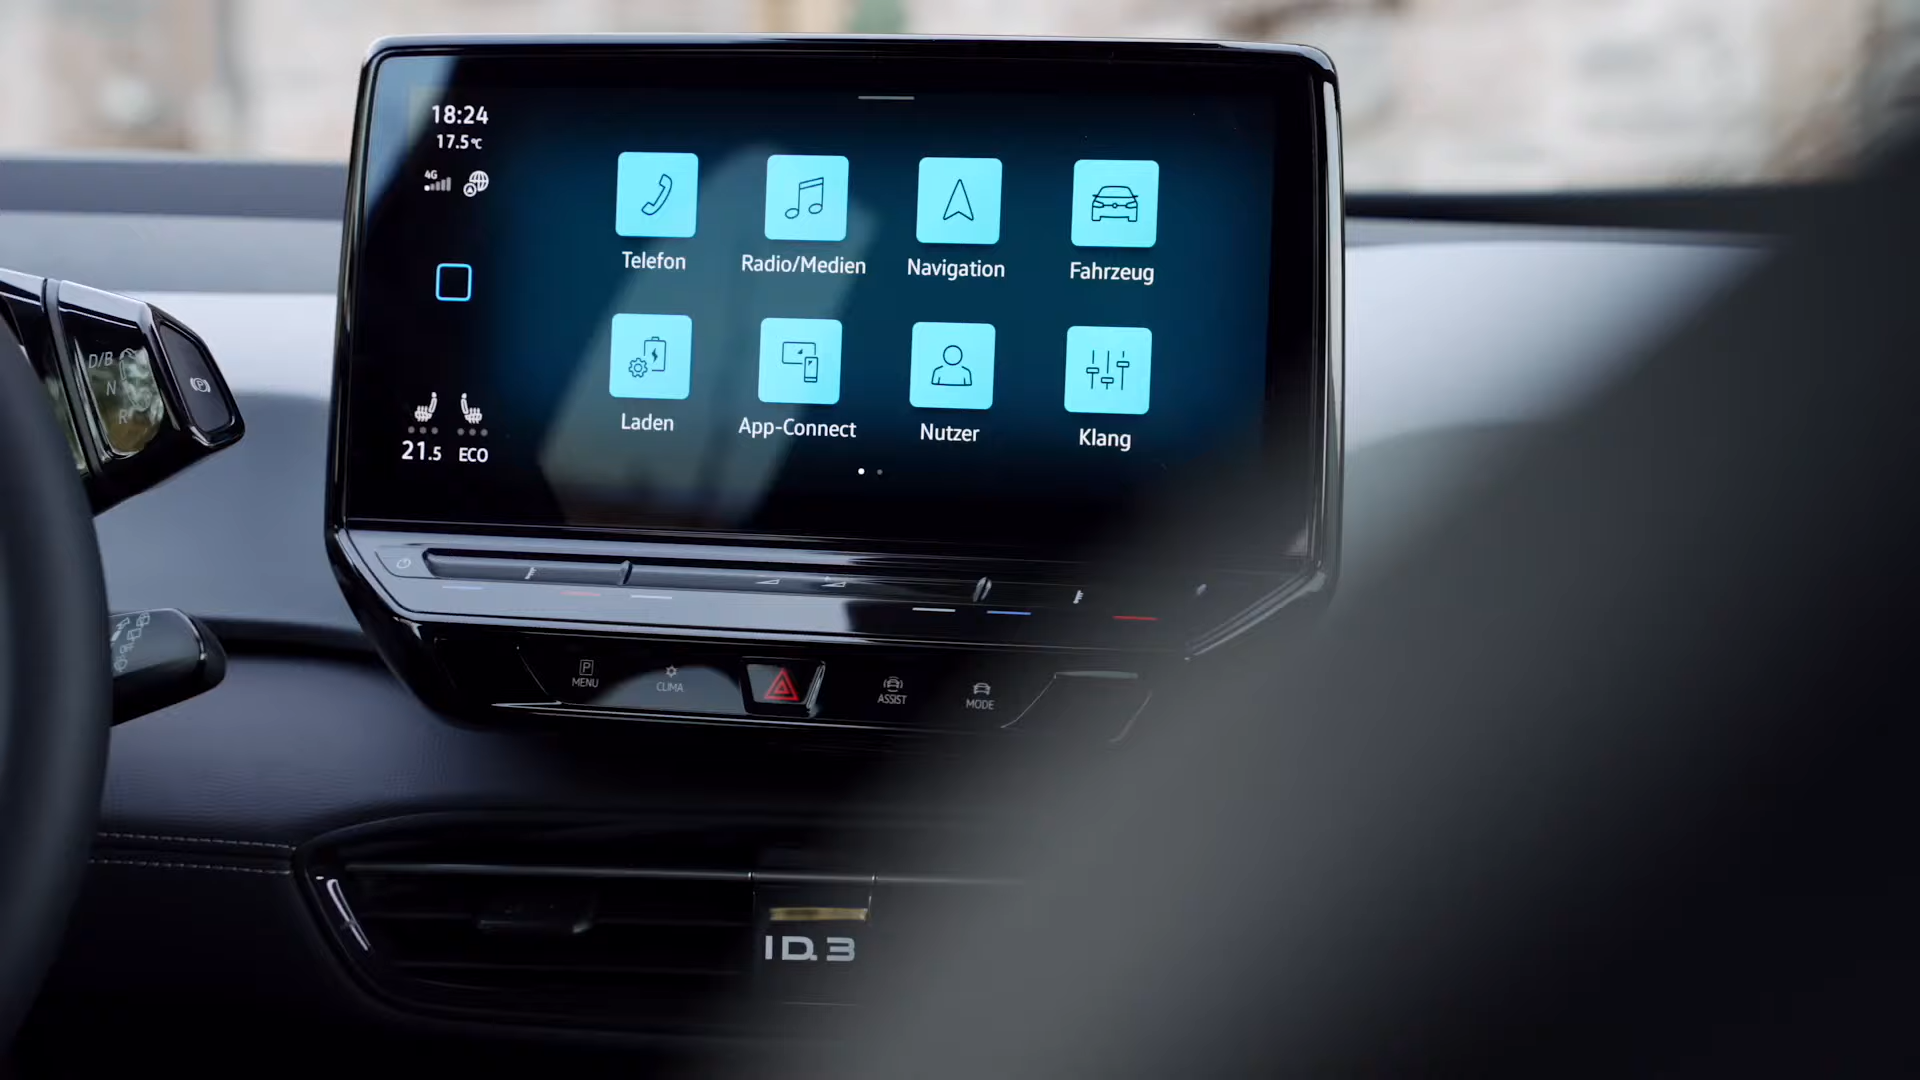 18:24
17.5°C
4G
Telefon
Radio/Medien
Navigation
Fahrzeug
Laden
App-Connect
Nutzer
Klang
21.5 ECO
D/B
N
R
P
P
MENU
CLIMA
ASSIST
MODE
ID.3